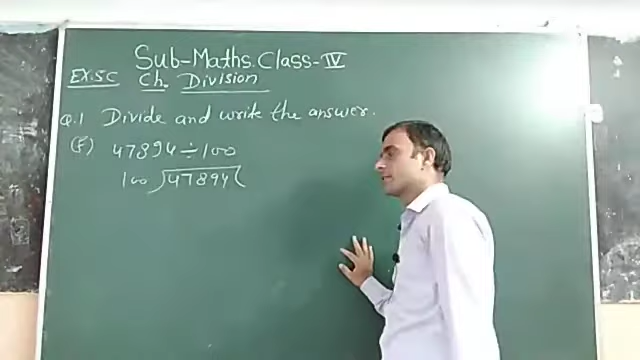 Sub-Maths. Class-IV
EX.5C Ch. Division
Q.1 Divide and write the answer.
(f) 47894 ÷ 100
100 ) 47894 (